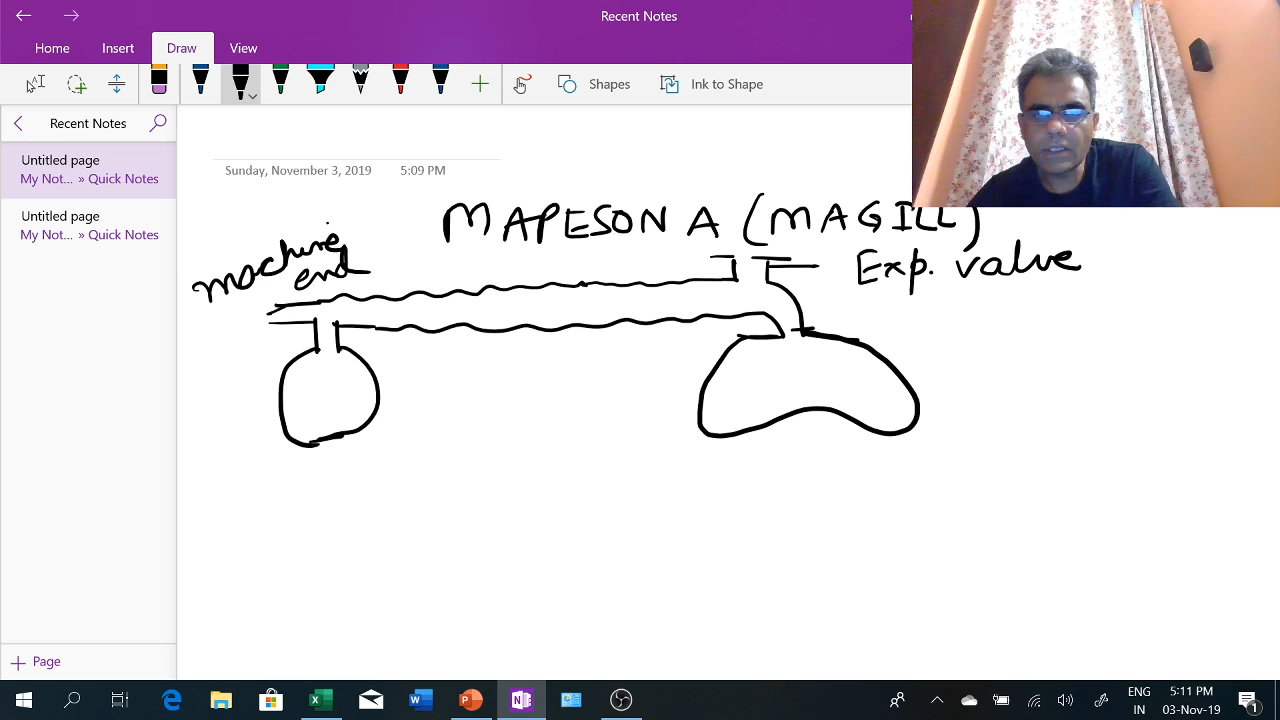 Recent Notes
Home
Insert
Draw
View
Shapes
Ink to Shape
Recent Notes
Untitled page
My Not... » Quick Notes
Untitled page
My Not... » Quick Notes
Sunday, November 3, 2019 5:09 PM
MAPESON A (MAGILL)
machine
end
Exp. valve
Page
ENG
IN
5:11 PM
03-Nov-19
1